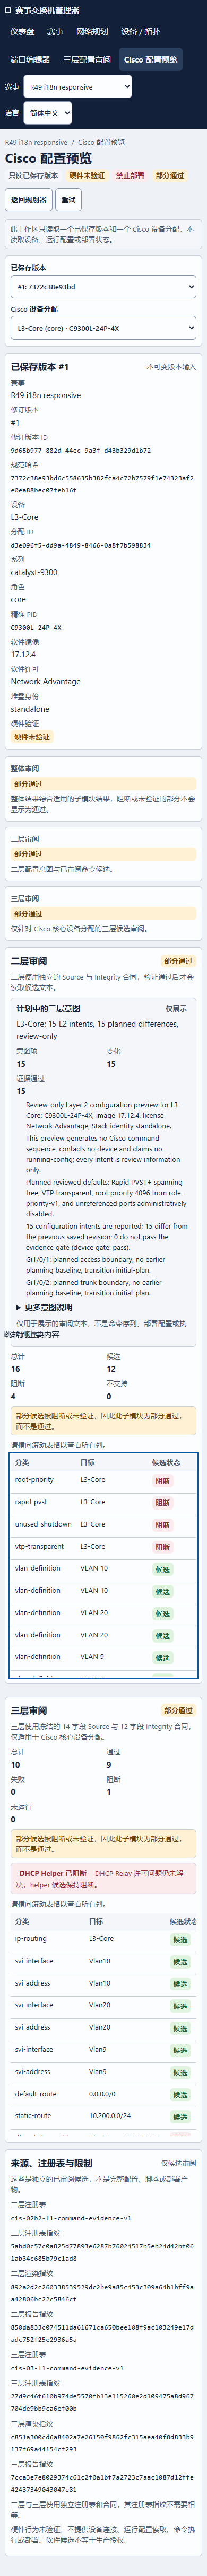 赛事交换机管理器
仪表盘 赛事 网络规划 设备 / 拓扑
端口编辑器 三层配置审阅 Cisco 配置预览
赛事 R49 i18n responsive
语言 简体中文
R49 i18n responsive / Cisco 配置预览
Cisco 配置预览
只读已保存版本 硬件未验证 禁止部署 部分通过
返回规划器 重试
此工作区只读取一个已保存版本和一个 Cisco 设备分配，不读取设备、运行配置或部署状态。
已保存版本
#1: 7372c38e93bd
Cisco 设备分配
L3-Core (core) · C9300L-24P-4X
已保存版本 #1 不可变版本输入
赛事
R49 i18n responsive
修订版本
#1
修订版本 ID
9d65b977-882d-44ec-9a3f-d43b329d1b72
规范哈希
7372c38e93bd6c558635b382fca4c72b7579f1e74323af2
e0ea88bec07feb16f
设备
L3-Core
分配 ID
d3e096f5-dd9a-4849-8466-0a8f7b598834
系列
catalyst-9300
角色
core
精确 PID
C9300L-24P-4X
软件镜像
17.12.4
软件许可
Network Advantage
堆叠身份
standalone
硬件验证
硬件未验证
整体审阅
部分通过
整体结果综合适用的子模块结果，阻断或未验证的部分不会显示为通过。
二层审阅
部分通过
二层配置意图与已审阅命令候选。
三层审阅
部分通过
仅针对 Cisco 核心设备分配的三层候选审阅。
二层审阅 部分通过
二层使用独立的 Source 与 Integrity 合同，验证通过后才会读取候选文本。
计划中的二层意图 仅展示
L3-Core: 15 L2 intents, 15 planned differences,
review-only
意图项 变化
15 15
证据通过
15
Review-only Layer 2 configuration preview for L3-
Core: C9300L-24P-4X, image 17.12.4, license
Network Advantage, Stack identity standalone.
This preview generates no Cisco command
sequence, contacts no device and claims no
running-config; every intent is review information
only.
Planned reviewed defaults: Rapid PVST+ spanning
tree, VTP transparent, root priority 4096 from role-
priority-v1, and unreferenced ports administratively
disabled.
15 configuration intents are reported; 15 differ from
the previous saved revision; 0 do not pass the
evidence gate (device gate: pass).
Gi1/0/1: planned access boundary, no earlier
planning baseline, transition initial-plan.
Gi1/0/2: planned trunk boundary, no earlier
planning baseline, transition initial-plan.
更多意图说明
仅用于展示的审阅文本，不是命令序列、部署配置或执
跳转到主要内容
总计 候选
16 12
阻断 不支持
4 0
部分候选被阻断或未验证，因此此子模块为部分通过，而不是通过。
请横向滚动表格以查看所有列。
分类 目标 候选状态
root-priority L3-Core 阻断
rapid-pvst L3-Core 阻断
unused-shutdown L3-Core 阻断
vtp-transparent L3-Core 阻断
vlan-definition VLAN 10 候选
vlan-definition VLAN 10 候选
vlan-definition VLAN 20 候选
vlan-definition VLAN 20 候选
vlan-definition VLAN 9 候选
三层审阅 部分通过
三层使用冻结的 14 字段 Source 与 12 字段 Integrity 合同，仅适用于 Cisco 核心设备分配。
总计 通过
10 9
失败 阻断
0 1
未运行
0
部分候选被阻断或未验证，因此此子模块为部分通过，而不是通过。
DHCP Helper 已阻断 DHCP Relay 许可问题仍未解决，helper 候选保持阻断。
请横向滚动表格以查看所有列。
分类 目标 候选状态
ip-routing L3-Core 候选
svi-interface Vlan10 候选
svi-address Vlan10 候选
svi-interface Vlan20 候选
svi-address Vlan20 候选
svi-interface Vlan9 候选
svi-address Vlan9 候选
default-route 0.0.0.0/0 候选
static-route 10.200.0.0/24 候选
来源、注册表与限制 仅候选审阅
这些是独立的已审阅候选，不是完整配置、脚本或部署产物。
二层注册表
cis-02b2-l1-command-evidence-v1
二层注册表指纹
5abd0c57c0a825d77893e6287b76024517b5eb24d42bf06
1ab34c685b79c1ad8
二层渲染指纹
892a2d2c260338539529dc2be9a85c453c309a64b1bff9a
a42806bc22c5846cf
二层报告指纹
850da833c074511da61671ca650bee108f9ac103249e17d
adc752f25e2936a5a
三层注册表
cis-03-l1-command-evidence-v1
三层注册表指纹
27d9c46f610b974de5570fb13e115260e2d109475a8d967
704de9bb9ca6ef00b
三层渲染指纹
c851a300cd6a8402a7e26150f9862fc315aea40f8d833b9
137f69a44154cf293
三层报告指纹
7cca3e7e8029374c61c2f0a1bf7a2723c7aac1087d12ffe
42437349043047e81
二层与三层使用独立注册表和合同，其注册表指纹不需要相等。
硬件行为未验证，不提供设备连接、运行配置读取、命令执行或部署。软件候选不等于生产授权。